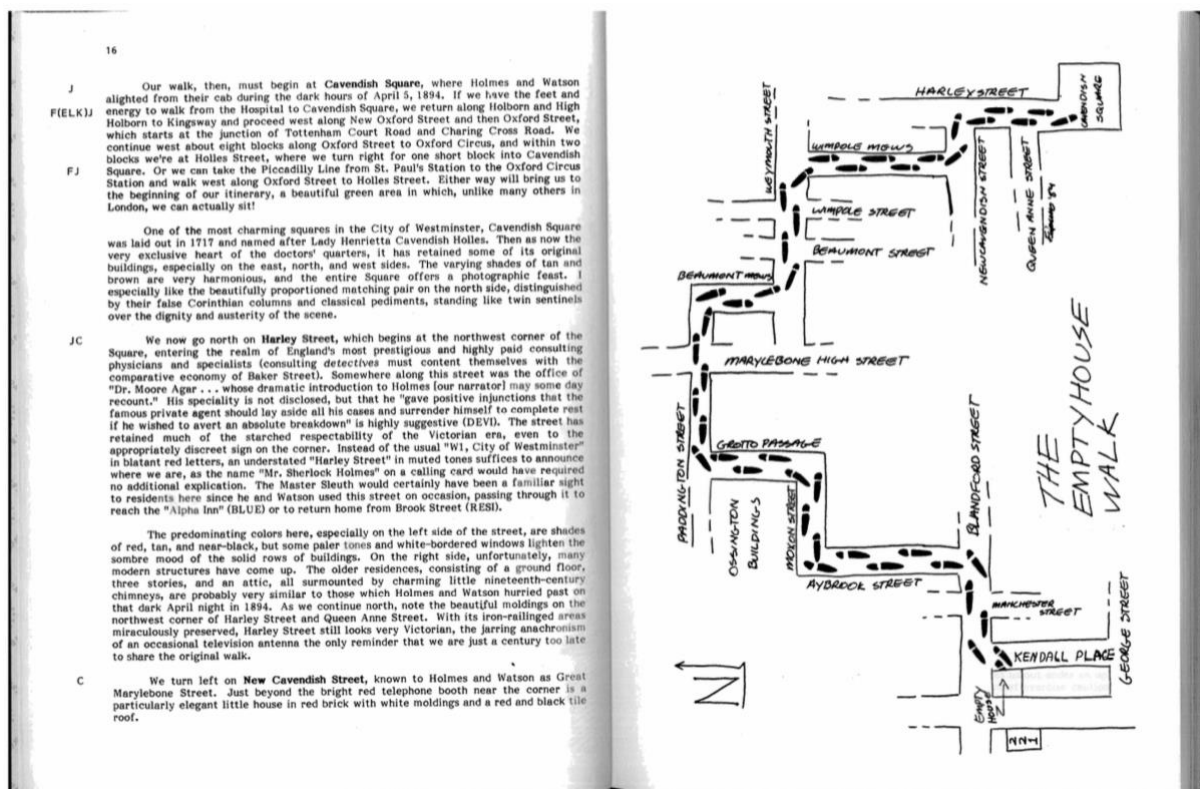 16
J Our walk, then, must begin at Cavendish Square, where Holmes and Watson
alighted from their cab during the dark hours of April 5, 1894. If we have the feet and
F(ELK)J energy to walk from the Hospital to Cavendish Square, we return along Holborn and High
Holborn to Kingsway and proceed west along New Oxford Street and then Oxford Street,
which starts at the junction of Tottenham Court Road and Charing Cross Road. We
continue west about eight blocks along Oxford Street to Oxford Circus, and within two
blocks we're at Holles Street, where we turn right for one short block into Cavendish
FJ Square. Or we can take the Piccadilly Line from St. Paul's Station to the Oxford Circus
Station and walk west along Oxford Street to Holles Street. Either way will bring us to
the beginning of our itinerary, a beautiful green area in which, unlike many others in
London, we can actually sit!
One of the most charming squares in the City of Westminster, Cavendish Square
was laid out in 1717 and named after Lady Henrietta Cavendish Holles. Then as now the
very exclusive heart of the doctors' quarters, it has retained some of its original
buildings, especially on the east, north, and west sides. The varying shades of tan and
brown are very harmonious, and the entire Square offers a photographic feast. I
especially like the beautifully proportioned matching pair on the north side, distinguished
by their false Corinthian columns and classical pediments, standing like twin sentinels
over the dignity and austerity of the scene.
JC We now go north on Harley Street, which begins at the northwest corner of the
Square, entering the realm of England's most prestigious and highly paid consulting
physicians and specialists (consulting detectives must content themselves with the
comparative economy of Baker Street). Somewhere along this street was the office of
"Dr. Moore Agar . . . whose dramatic introduction to Holmes [our narrator] may some day
recount." His speciality is not disclosed, but that he "gave positive injunctions that the
famous private agent should lay aside all his cases and surrender himself to complete rest
if he wished to avert an absolute breakdown" is highly suggestive (DEVI). The street has
retained much of the starched respectability of the Victorian era, even to the
appropriately discreet sign on the corner. Instead of the usual "W1, City of Westminster"
in blatant red letters, an understated "Harley Street" in muted tones suffices to announce
where we are, as the name "Mr. Sherlock Holmes" on a calling card would have required
no additional explication. The Master Sleuth would certainly have been a familiar sight
to residents here since he and Watson used this street on occasion, passing through it to
reach the "Alpha Inn" (BLUE) or to return home from Brook Street (RESI).
The predominating colors here, especially on the left side of the street, are shades
of red, tan, and near-black, but some paler tones and white-bordered windows lighten the
sombre mood of the solid rows of buildings. On the right side, unfortunately, many
modern structures have come up. The older residences, consisting of a ground floor,
three stories, and an attic, all surmounted by charming little nineteenth-century
chimneys, are probably very similar to those which Holmes and Watson hurried past on
that dark April night in 1894. As we continue north, note the beautiful moldings on the
northwest corner of Harley Street and Queen Anne Street. With its iron-railinged areas
miraculously preserved, Harley Street still looks very Victorian, the jarring anachronism
of an occasional television antenna the only reminder that we are just a century too late
to share the original walk.
C We turn left on New Cavendish Street, known to Holmes and Watson as Great
Marylebone Street. Just beyond the bright red telephone booth near the corner is a
particularly elegant little house in red brick with white moldings and a red and black tile
roof.
HARLEY STREET
CAVENDISH
SQUARE
WEYMOUTH STREET
WIMPOLE MEWS
NEW CAVENDISH STREET
QUEEN ANNE STREET
WIMPOLE STREET
BEAUMONT STREET
BEAUMONT MEWS
MARYLEBONE HIGH STREET
THE
EMPTY HOUSE
WALK
PADDINGTON STREET
GROTTO PASSAGE
OSSINGTON
BUILDINGS
MOXON STREET
BLANDFORD STREET
AYBROOK STREET
MANCHESTER
STREET
GEORGE STREET
KENDALL PLACE
EMPTY
HOUSE
221
N